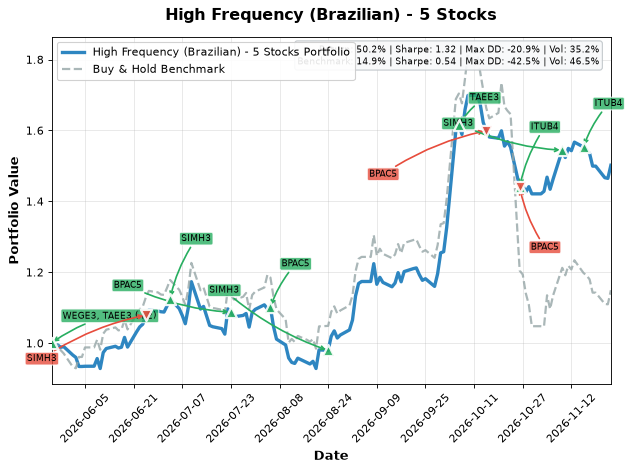 High Frequency (Brazilian) - 5 Stocks
High Frequency (Brazilian) - 5 Stocks Portfolio
Buy & Hold Benchmark
50.2% | Sharpe: 1.32 | Max DD: -20.9% | Vol: 35.2%
14.9% | Sharpe: 0.54 | Max DD: -42.5% | Vol: 46.5%
TAEE3
ITUB4
SIMH3
ITUB4
BPAC5
SIMH3
BPAC5
BPAC5
BPAC5
SIMH3
WEGE3, TAEE3,
SIMH3
Portfolio Value
1.8
1.6
1.4
1.2
1.0
2026-06-05
2026-06-21
2026-07-07
2026-07-23
2026-08-08
2026-08-24
2026-09-09
2026-09-25
2026-10-11
2026-10-27
2026-11-12
Date